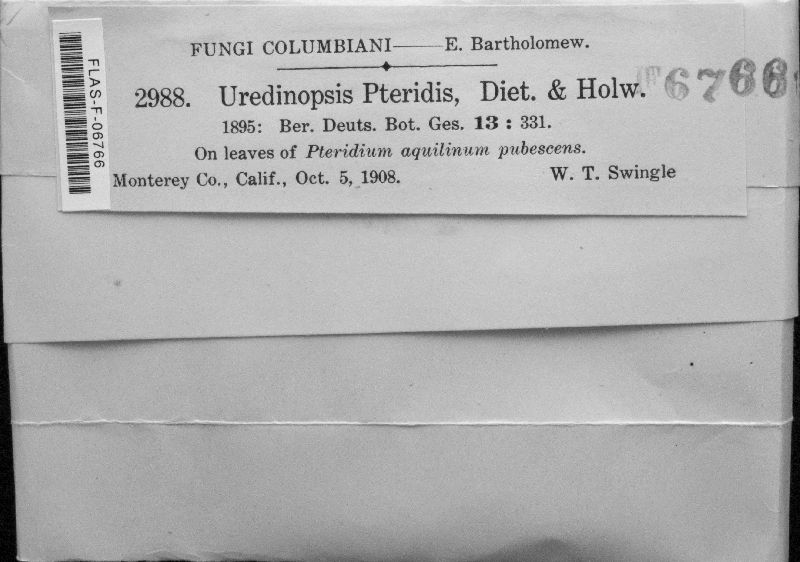 FUNGI COLUMBIANI—E. Bartholomew.
2988. Uredinopsis Pteridis, Diet. & Holw.
1895: Ber. Deuts. Bot. Ges. 13 : 331.
On leaves of Pteridium aquilinum pubescens.
Monterey Co., Calif., Oct. 5, 1908. W. T. Swingle
FLAS-F-06766
F6766